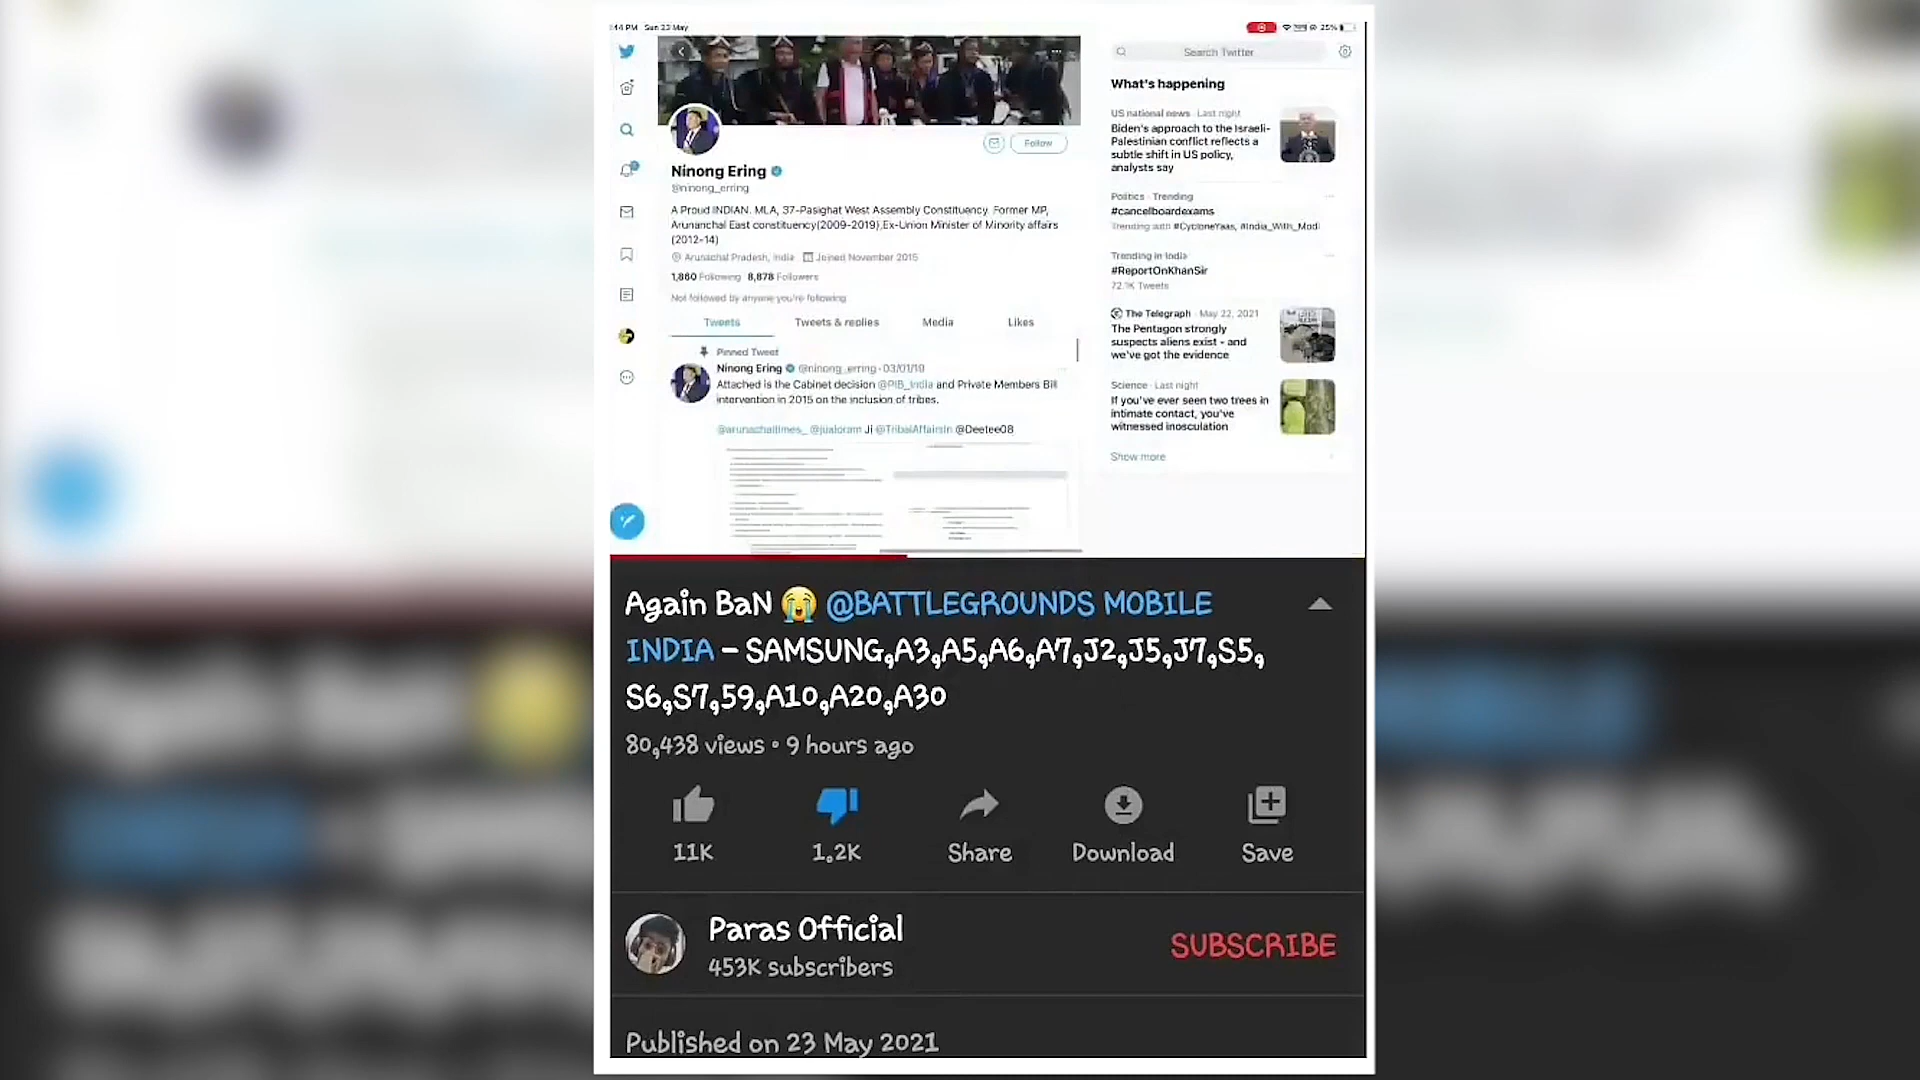 :44 PM Sun 23 May
25%
Search Twitter
What's happening
US national news · Last night
Biden's approach to the Israeli-
Palestinian conflict reflects a
subtle shift in US policy,
analysts say
Politics · Trending
#cancelboardexams
Trending with #CycloneYaas, #India_With_Modi
Trending in India
#ReportOnKhanSir
72.1K Tweets
The Telegraph · May 22, 2021
The Pentagon strongly
suspects aliens exist - and
we've got the evidence
Science · Last night
If you've ever seen two trees in
intimate contact, you've
witnessed inosculation
Show more
Follow
Ninong Ering
@ninong_erring
A Proud INDIAN. MLA, 37-Pasighat West Assembly Constituency. Former MP,
Arunanchal East constituency(2009-2019),Ex-Union Minister of Minority affairs
(2012-14)
Arunachal Pradesh, India Joined November 2015
1,860 Following 8,878 Followers
Not followed by anyone you're following
Tweets Tweets & replies Media Likes
Pinned Tweet
Ninong Ering @ninong_erring · 03/01/19
Attached is the Cabinet decision @PIB_India and Private Members Bill
intervention in 2015 on the inclusion of tribes.
@arunachaltimes_ @jualoram Ji @TribalAffairsIn @Deetee08
Again BaN 😭 @BATTLEGROUNDS MOBILE
INDIA - SAMSUNG,A3,A5,A6,A7,J2,J5,J7,S5,
S6,S7,59,A10,A20,A30
80,438 views • 9 hours ago
11K 1.2K Share Download Save
Paras Official
453K subscribers
SUBSCRIBE
Published on 23 May 2021